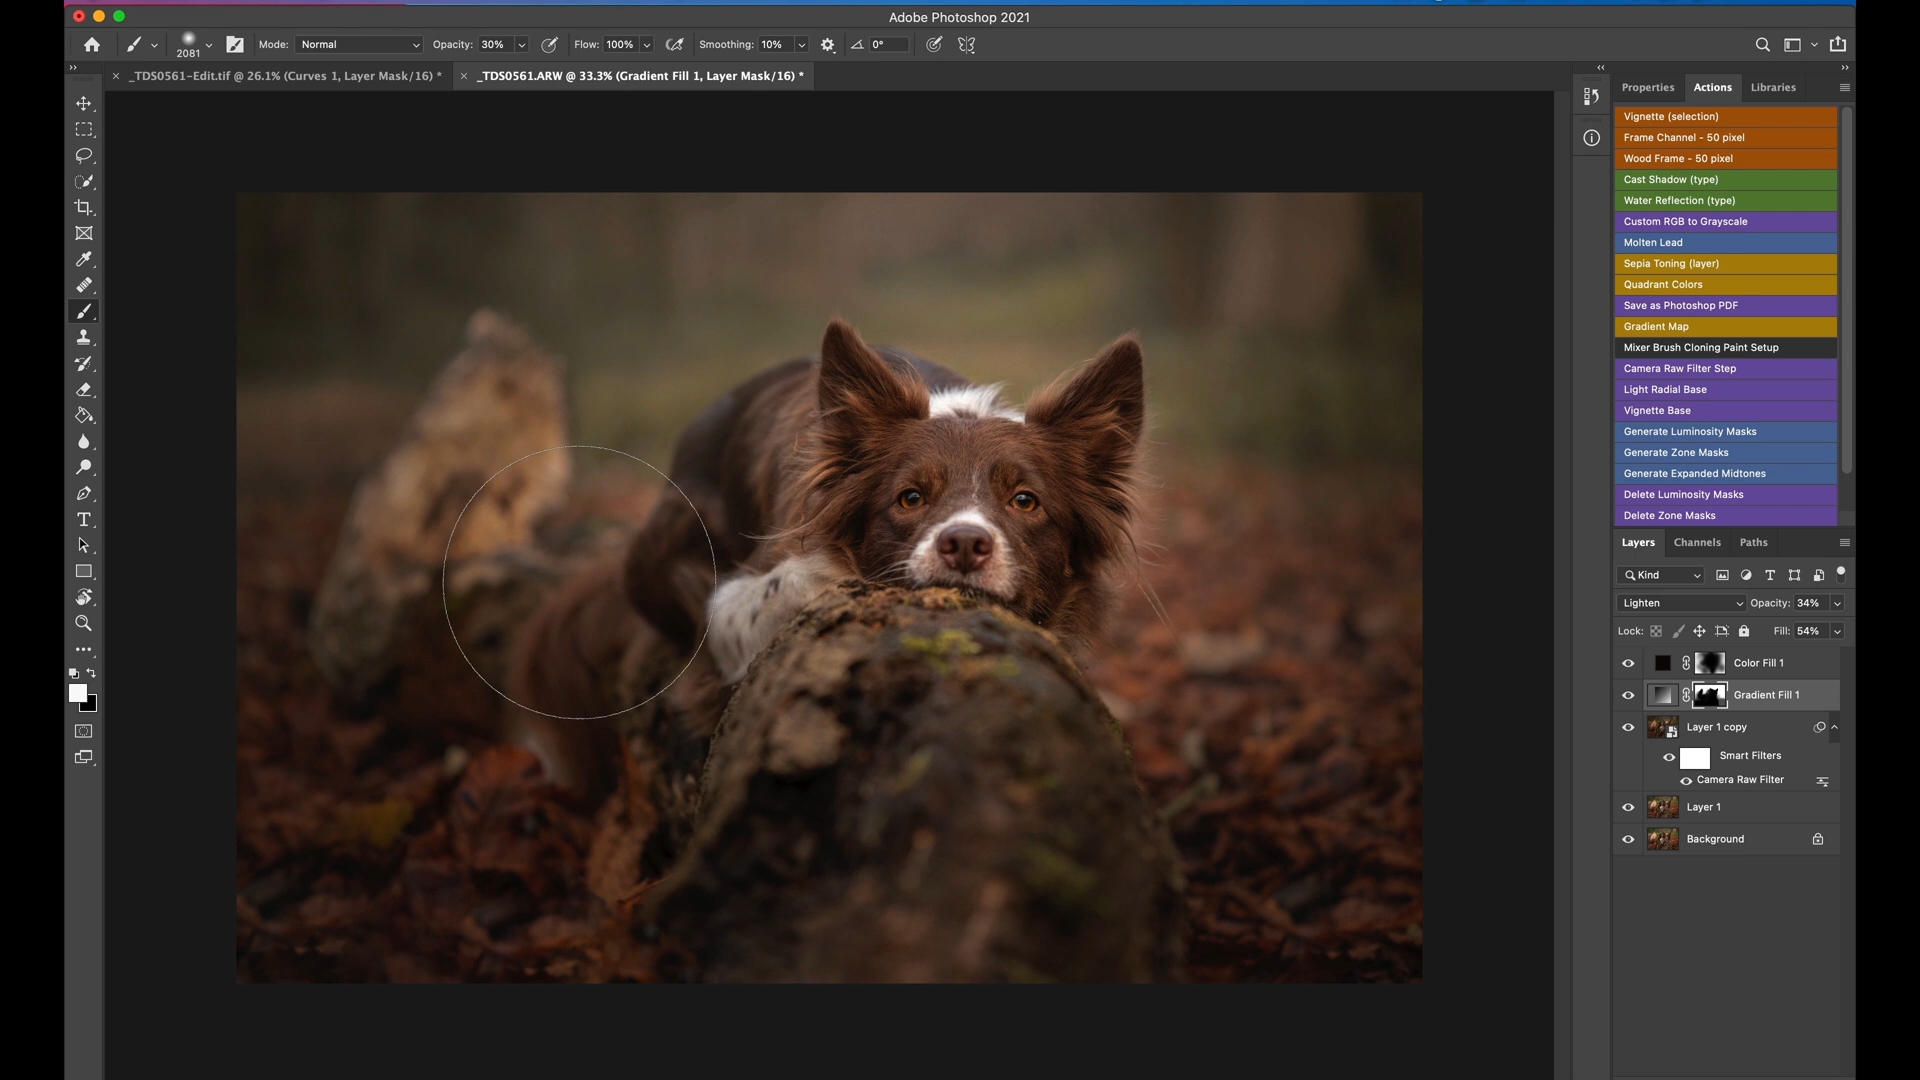 Adobe Photoshop 2021
2081 Mode: Normal Opacity: 30% Flow: 100% Smoothing: 10% 0°
_TDS0561-Edit.tif @ 26.1% (Curves 1, Layer Mask/16) * _TDS0561.ARW @ 33.3% (Gradient Fill 1, Layer Mask/16) *
Properties Actions Libraries
Vignette (selection)
Frame Channel - 50 pixel
Wood Frame - 50 pixel
Cast Shadow (type)
Water Reflection (type)
Custom RGB to Grayscale
Molten Lead
Sepia Toning (layer)
Quadrant Colors
Save as Photoshop PDF
Gradient Map
Mixer Brush Cloning Paint Setup
Camera Raw Filter Step
Light Radial Base
Vignette Base
Generate Luminosity Masks
Generate Zone Masks
Generate Expanded Midtones
Delete Luminosity Masks
Delete Zone Masks
Layers Channels Paths
Kind
Lighten Opacity: 34%
Lock: Fill: 54%
Color Fill 1
Gradient Fill 1
Layer 1 copy
Smart Filters
Camera Raw Filter
Layer 1
Background